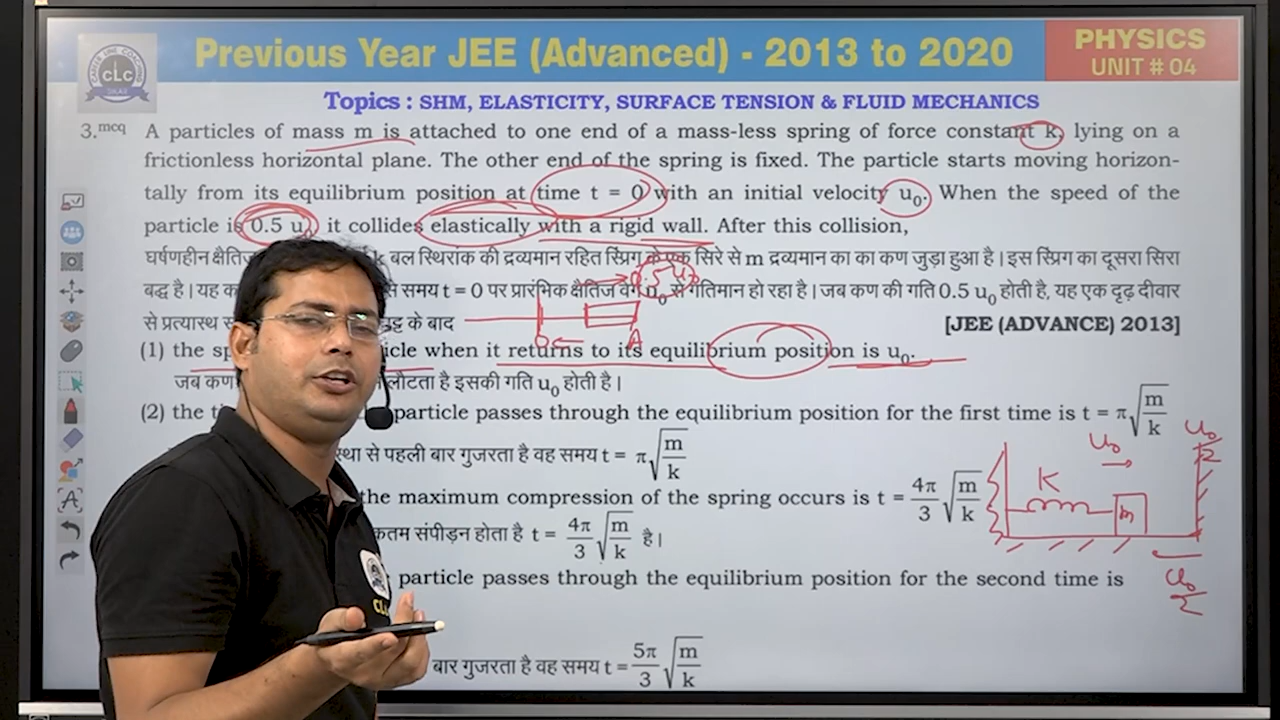 CAREER LINE COACHING
CLC
SIKAR
Previous Year JEE (Advanced) - 2013 to 2020
PHYSICS
UNIT # 04
Topics : SHM, ELASTICITY, SURFACE TENSION & FLUID MECHANICS
3.mcq A particles of mass m is attached to one end of a mass-less spring of force constant k, lying on a
frictionless horizontal plane. The other end of the spring is fixed. The particle starts moving horizon-
tally from its equilibrium position at time t = 0 with an initial velocity u0. When the speed of the
particle is 0.5 u it collides elastically with a rigid wall. After this collision,
घर्षणहीन क्षैति k बल स्थिरांक की द्रव्यमान रहित स्प्रिग के एक सिरे से m द्रव्यमान का का कण जुड़ा हुआ है। इस स्प्रिग का दूसरा सिरा
बद्ध है। यह क से समय t = 0 पर प्रारंभिक क्षैतिज वेग u0 से गतिमान हो रहा है। जब कण की गति 0.5 u0 होती है, यह एक दृढ़ दीवार
से प्रत्यास्थ के बाद [JEE (ADVANCE) 2013]
(1) the sp icle when it returns to its equilibrium position is u0.
जब कण लौटता है इसकी गति u0 होती है।
(2) the ti particle passes through the equilibrium position for the first time is t = π√(m/k)
स्था से पहली बार गुजरता है वह समय t = π√(m/k)
the maximum compression of the spring occurs is t = 4π/3 √(m/k)
कतम संपीड़न होता है t = 4π/3 √(m/k) है।
particle passes through the equilibrium position for the second time is
बार गुजरता है वह समय t = 5π/3 √(m/k)
A
u0
u0/2
K
m
u0/2
CL